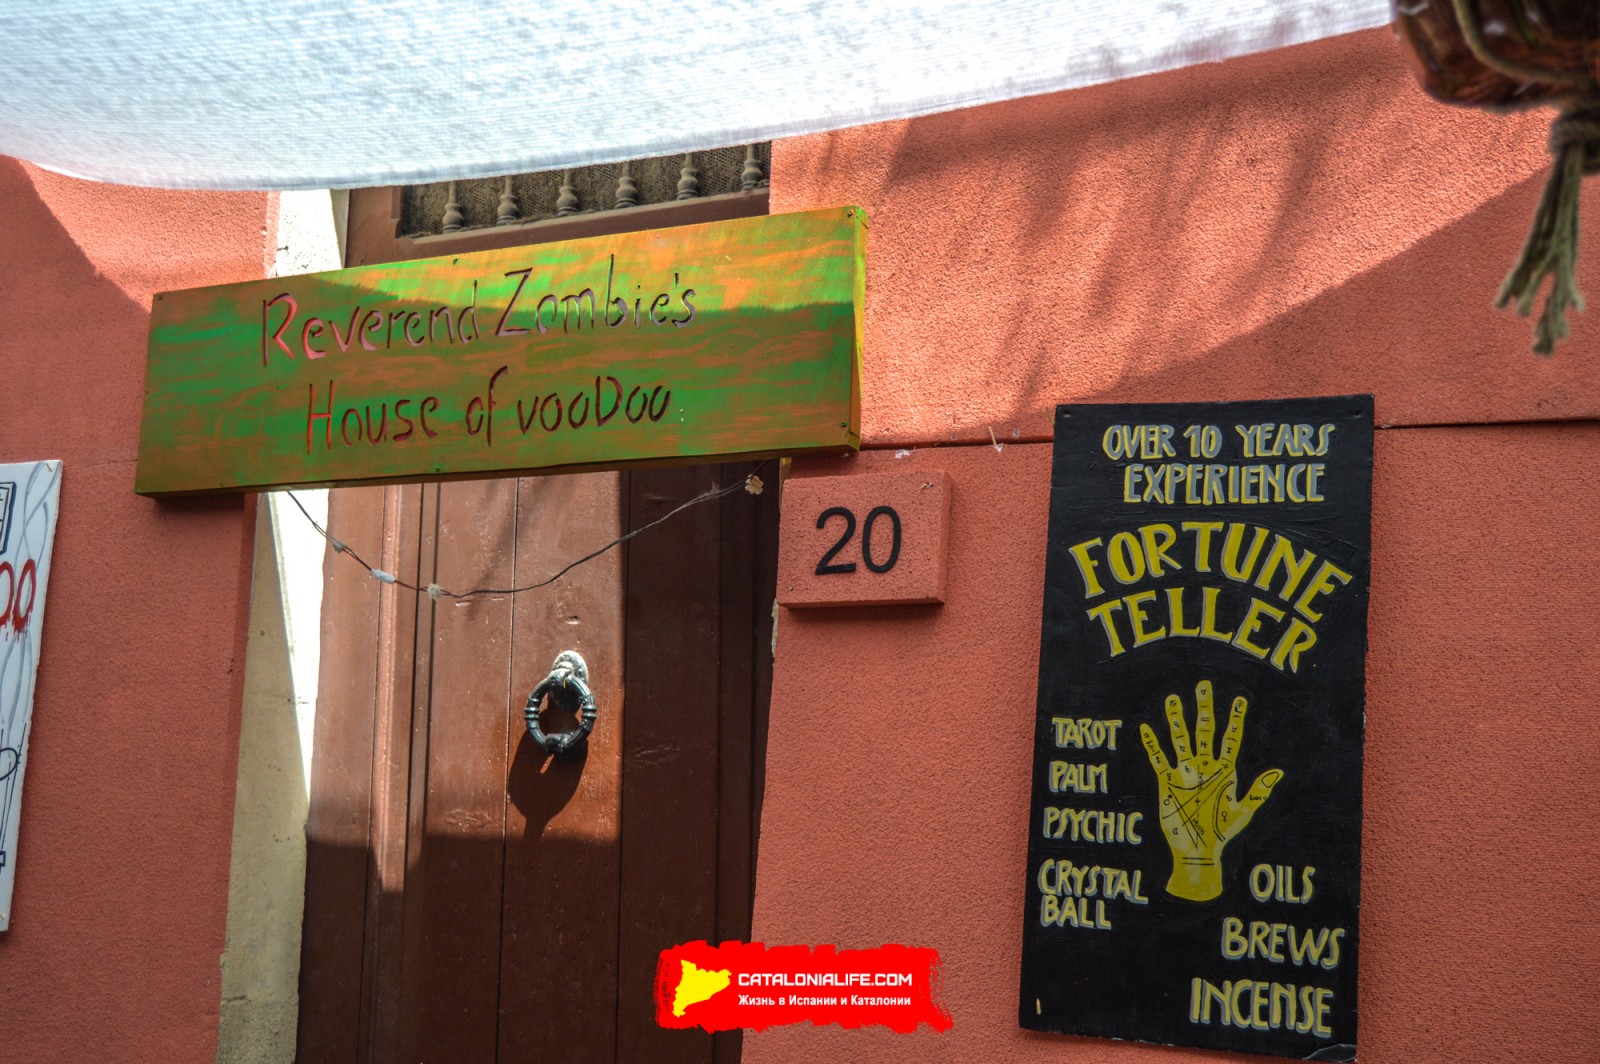 Reverend Zombie's
House of vooDoo
20
OVER 10 YEARS
EXPERIENCE
FORTUNE
TELLER
TAROT
PALM
PSYCHIC
CRYSTAL
BALL
OILS
BREWS
INCENSE
CATALONIALIFE.COM
Жизнь в Испании и Каталонии